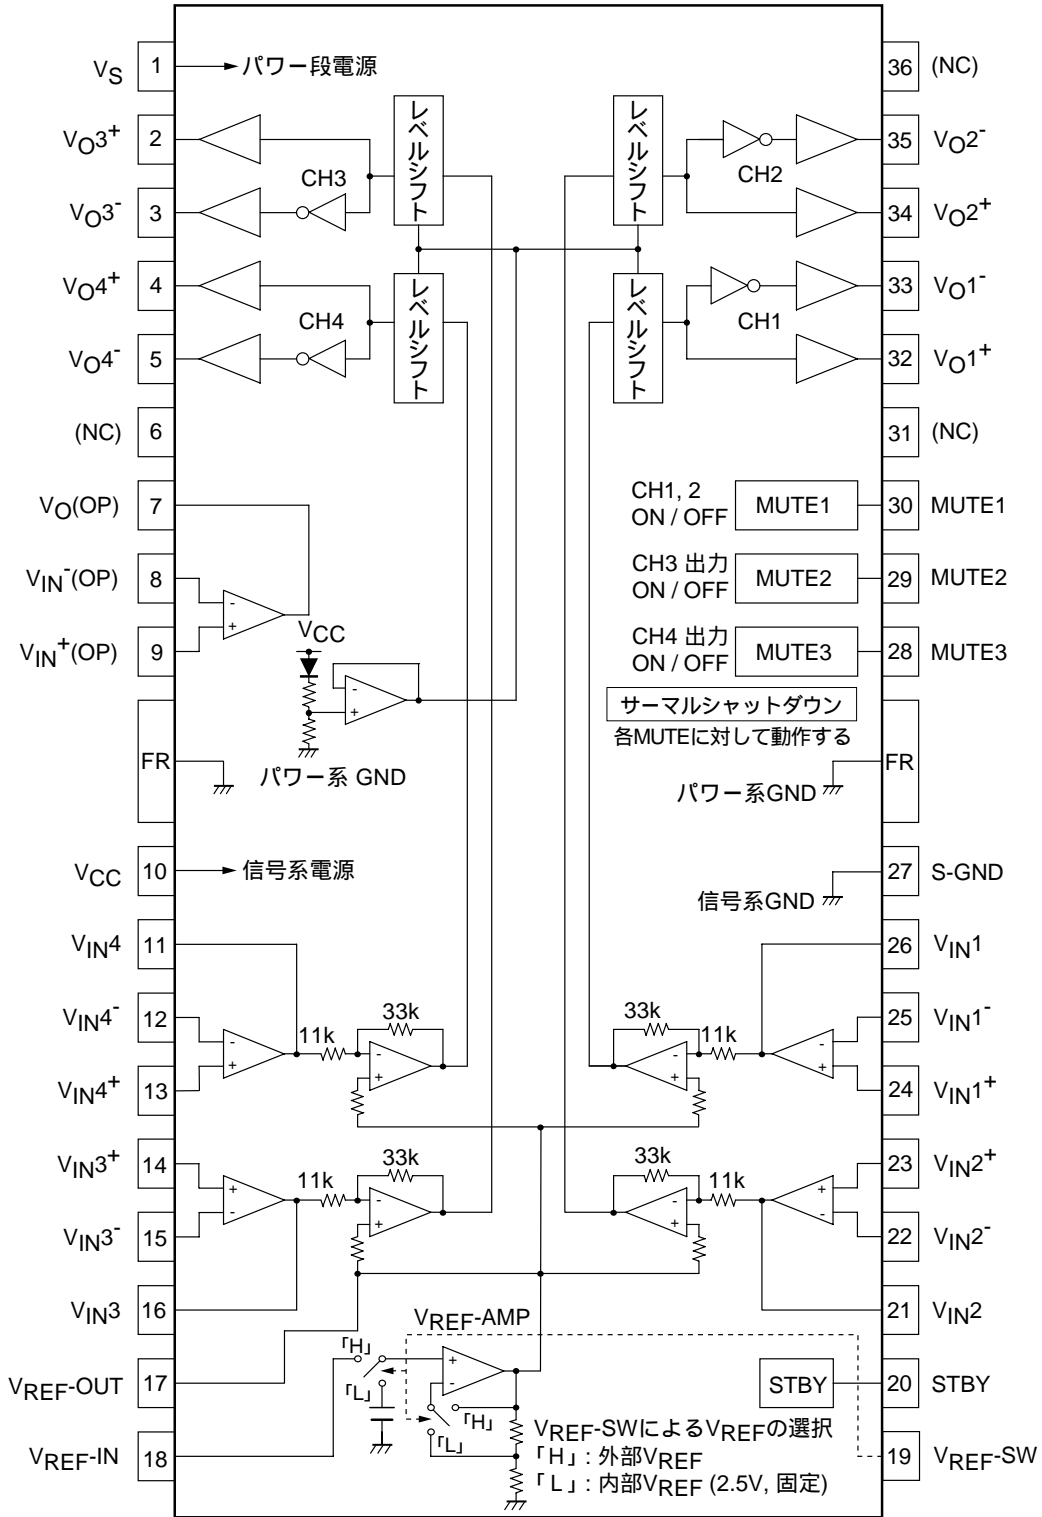 VS 1 パワー段電源 36 (NC)
VO3+ 2 レベルシフト レベルシフト 35 VO2-
CH3 CH2
VO3- 3 34 VO2+
VO4+ 4 レベルシフト レベルシフト 33 VO1-
CH4 CH1
VO4- 5 32 VO1+
(NC) 6 31 (NC)
VO(OP) 7 CH1, 2
ON / OFF MUTE1 30 MUTE1
VIN-(OP) 8 - CH3 出力
ON / OFF MUTE2 29 MUTE2
VIN+(OP) 9 + VCC CH4 出力
ON / OFF MUTE3 28 MUTE3
- +
サーマルシャットダウン
各MUTEに対して動作する
FR パワー系 GND パワー系GND FR
VCC 10 信号系電源 信号系GND 27 S-GND
VIN4 11 26 VIN1
VIN4- 12 - 11k 33k - 33k 11k - 25 VIN1-
VIN4+ 13 + + + + 24 VIN1+
VIN3+ 14 + 11k 33k - 33k 11k + 23 VIN2+
VIN3- 15 - + + - 22 VIN2-
VIN3 16 21 VIN2
VREF-AMP
VREF-OUT 17 「H」 「L」 + - 「H」 「L」 STBY 20 STBY
VREF-IN 18 19 VREF-SW
VREF-SWによるVREFの選択
「H」: 外部VREF
「L」: 内部VREF (2.5V, 固定)